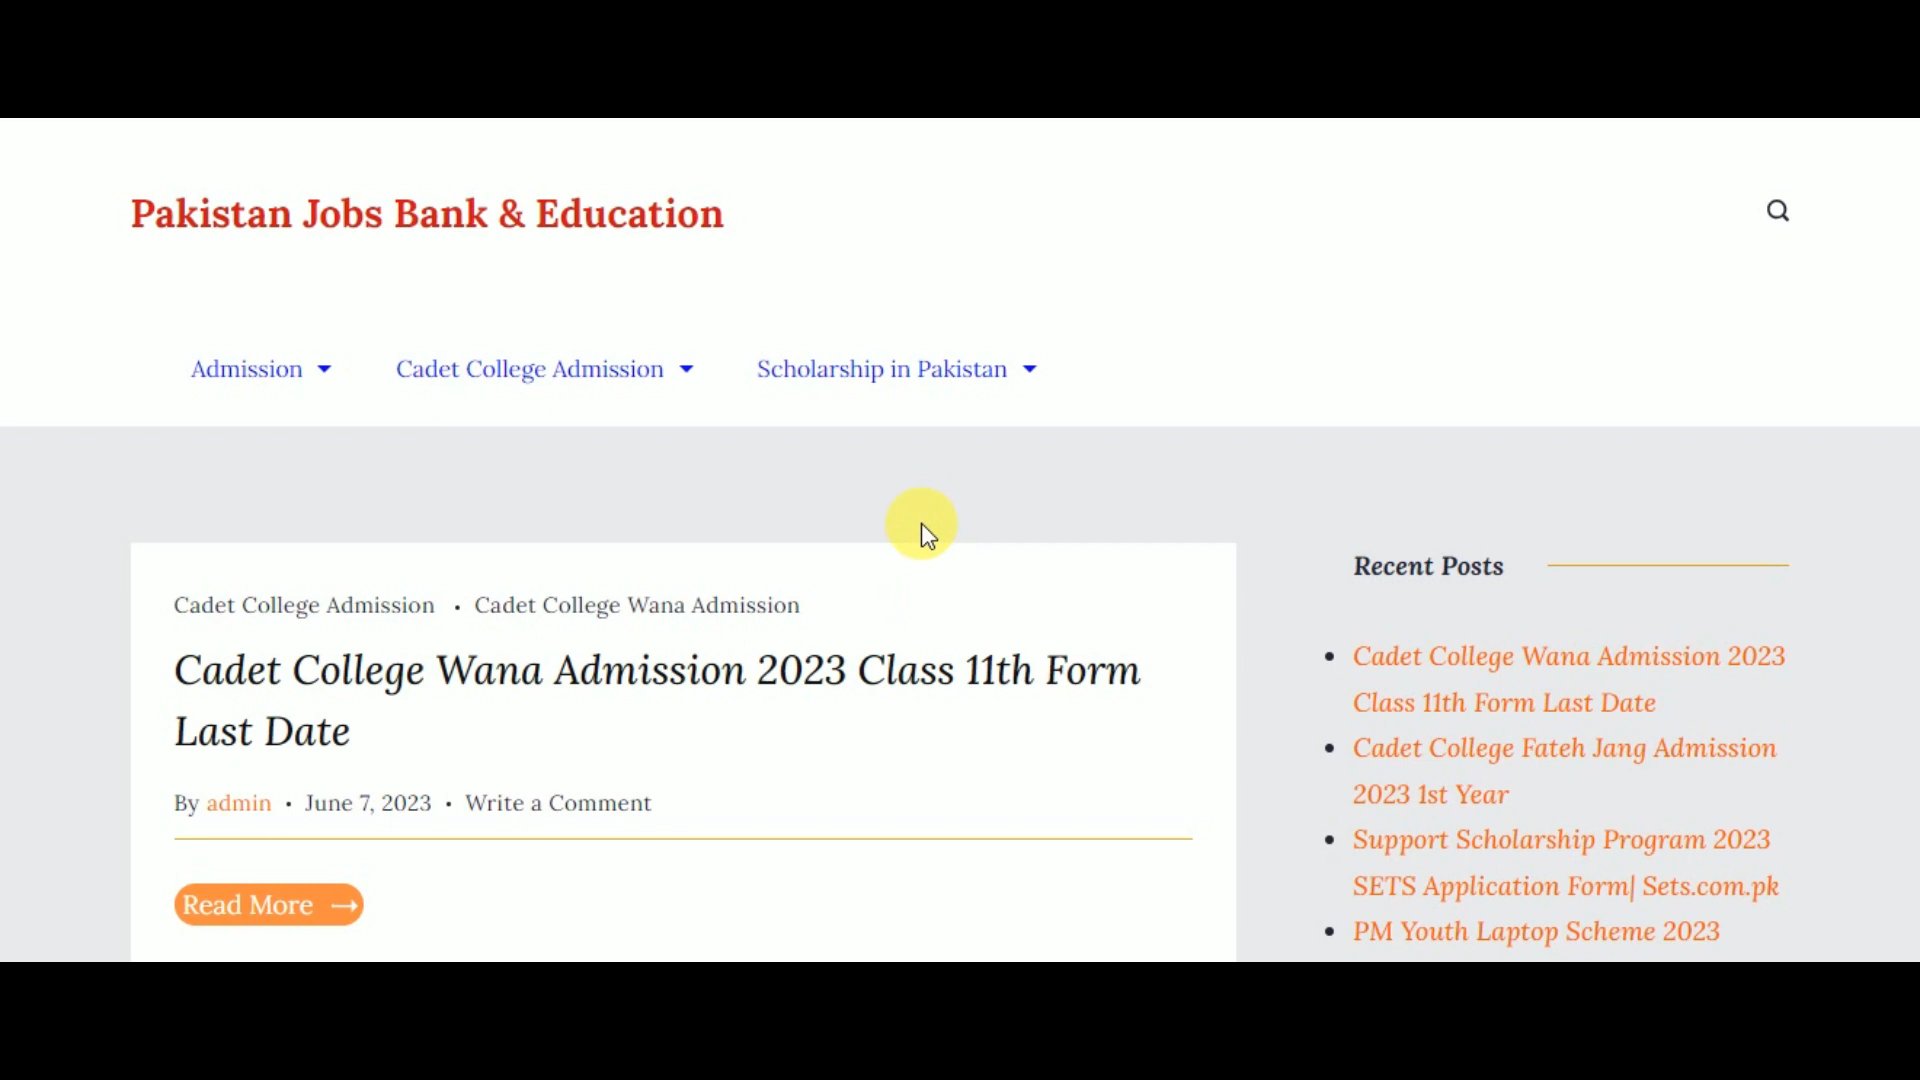 Pakistan Jobs Bank & Education
Admission
Cadet College Admission
Scholarship in Pakistan
Cadet College Admission • Cadet College Wana Admission
Cadet College Wana Admission 2023 Class 11th Form
Last Date
By admin • June 7, 2023 • Write a Comment
Read More →
Recent Posts
• Cadet College Wana Admission 2023
Class 11th Form Last Date
• Cadet College Fateh Jang Admission
2023 1st Year
• Support Scholarship Program 2023
SETS Application Form| Sets.com.pk
• PM Youth Laptop Scheme 2023